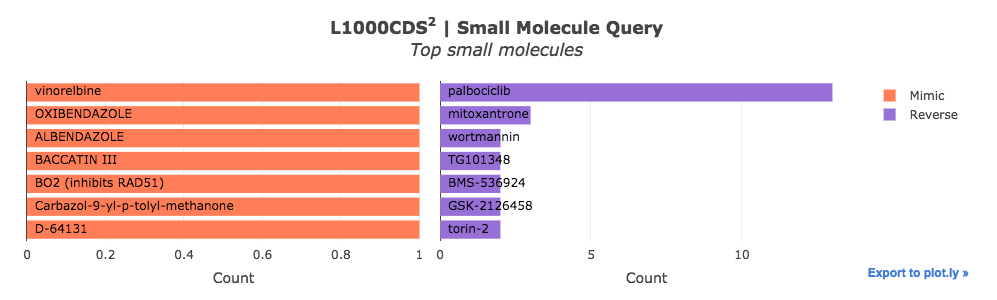 L1000CDS² | Small Molecule Query
Top small molecules
vinorelbine
OXIBENDAZOLE
ALBENDAZOLE
BACCATIN III
BO2 (inhibits RAD51)
Carbazol-9-yl-p-tolyl-methanone
D-64131
0 0.2 0.4 0.6 0.8 1
Count
palbociclib
mitoxantrone
wortmannin
TG101348
BMS-536924
GSK-2126458
torin-2
0 5 10
Count
Mimic
Reverse
Export to plot.ly »